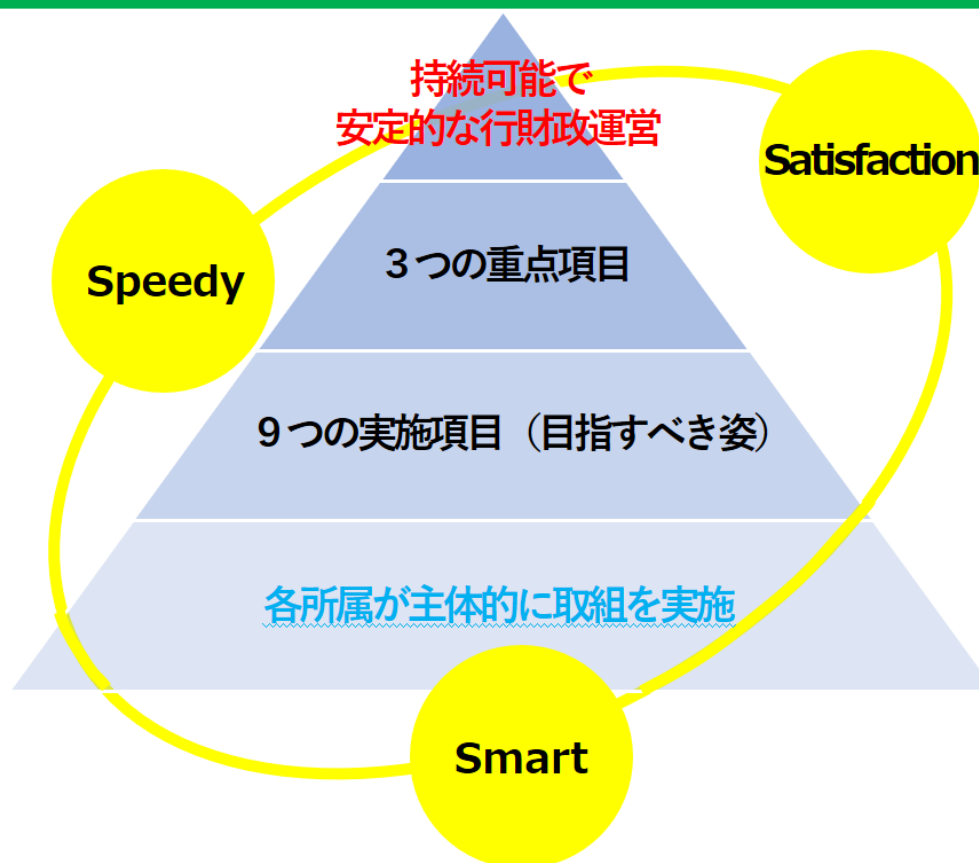 持続可能で
安定的な行財政運営
Satisfaction
Speedy
３つの重点項目
９つの実施項目（目指すべき姿）
各所属が主体的に取組を実施
Smart